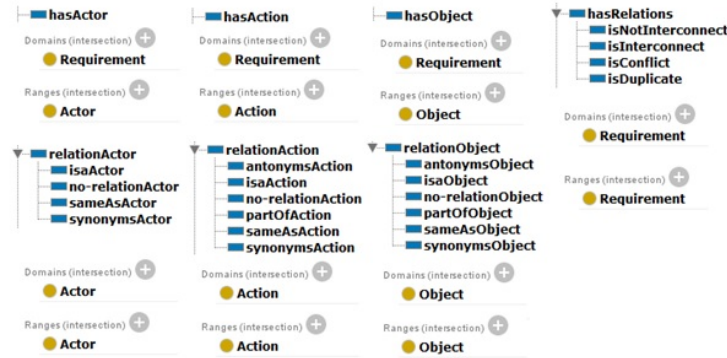 hasActor
Domains (intersection)
Requirement
Ranges (intersection)
Actor
hasAction
Domains (intersection)
Requirement
Ranges (intersection)
Action
hasObject
Domains (intersection)
Requirement
Ranges (intersection)
Object
hasRelations
isNotInterconnect
isInterconnect
isConflict
isDuplicate
Domains (intersection)
Requirement
Ranges (intersection)
Requirement
relationActor
isaActor
no-relationActor
sameAsActor
synonymsActor
Domains (intersection)
Actor
Ranges (intersection)
Actor
relationAction
antonymsAction
isaAction
no-relationAction
partOfAction
sameAsAction
synonymsAction
Domains (intersection)
Action
Ranges (intersection)
Action
relationObject
antonymsObject
isaObject
no-relationObject
partOfObject
sameAsObject
synonymsObject
Domains (intersection)
Object
Ranges (intersection)
Object